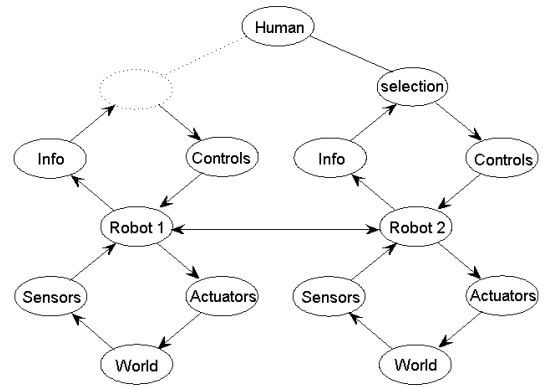 Human
selection
Info
Controls
Info
Controls
Robot 1
Robot 2
Sensors
Actuators
Sensors
Actuators
World
World